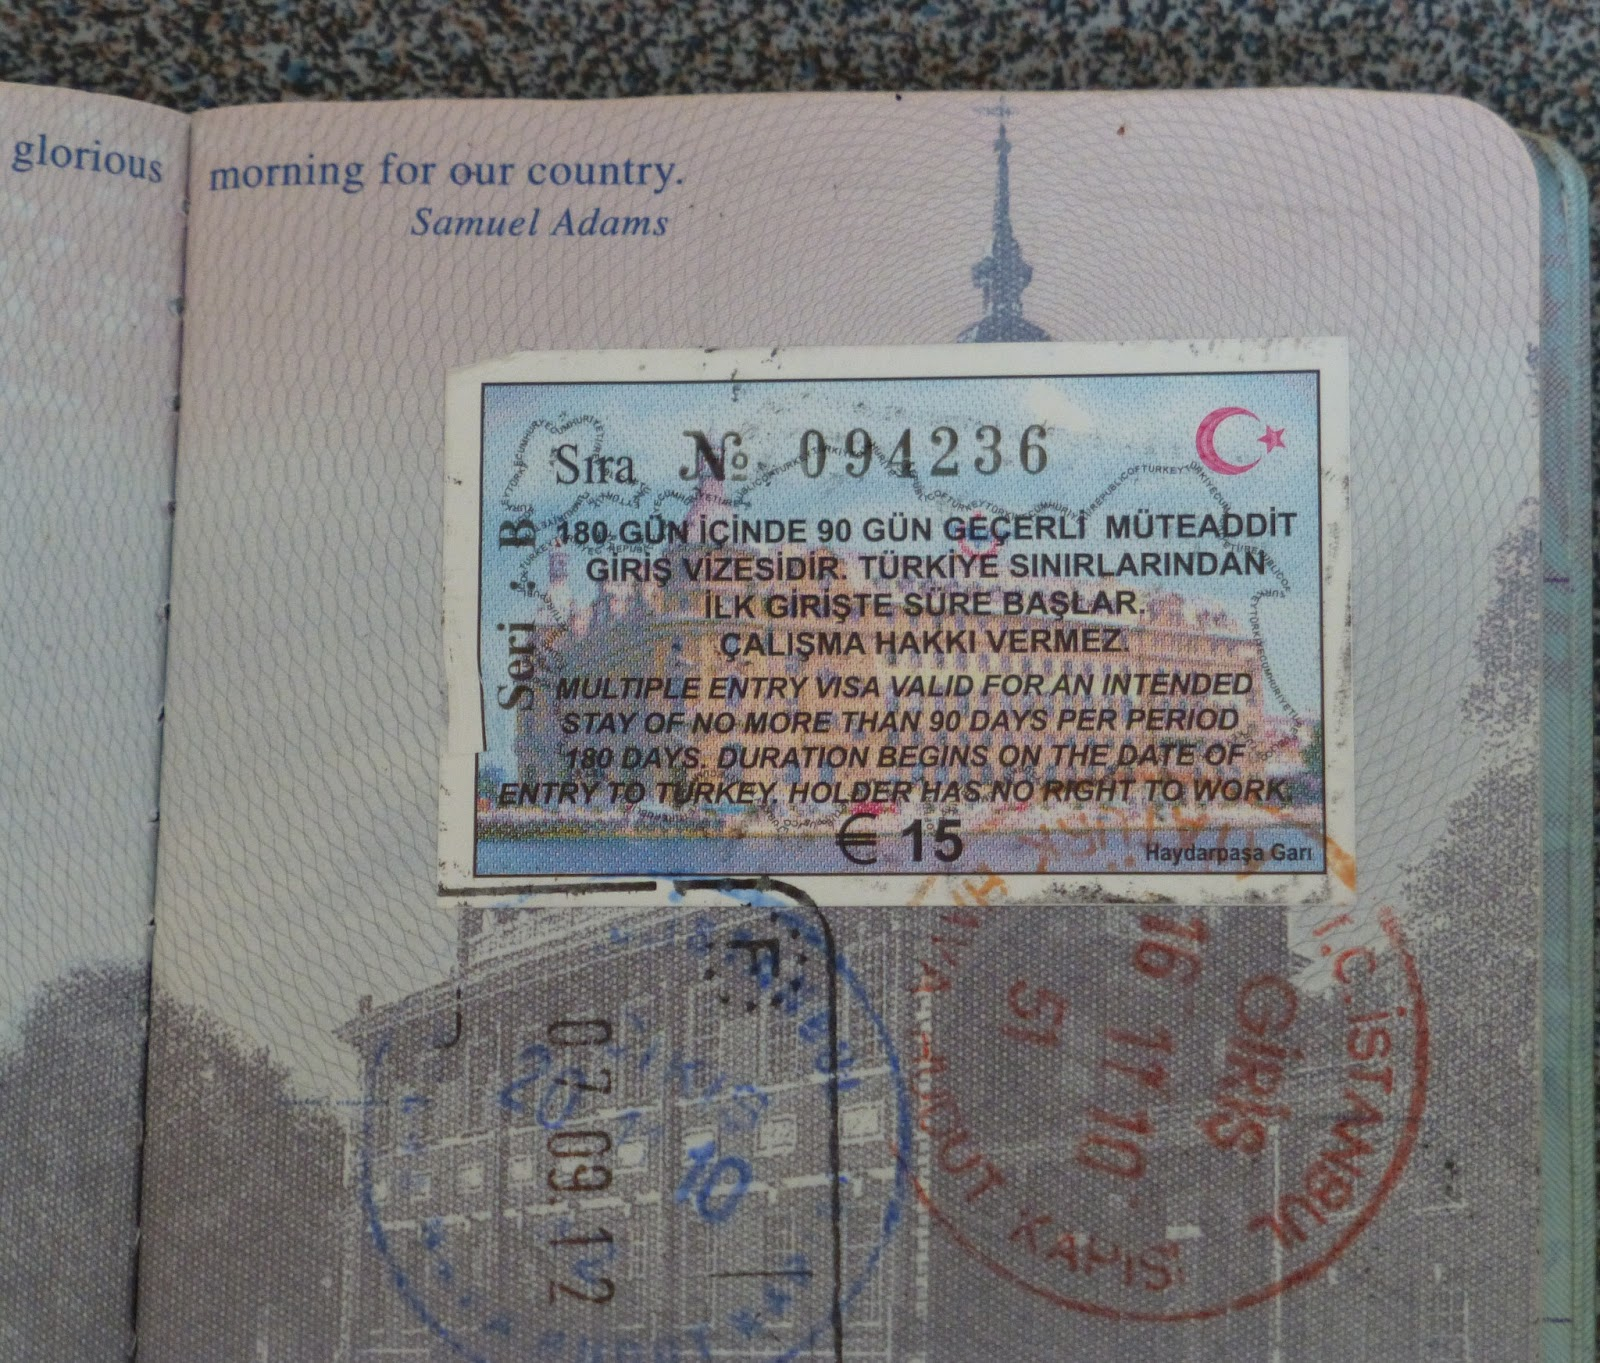 glorious morning for our country.
Samuel Adams
Sıra № 094236
Seri : B
180 GÜN İÇİNDE 90 GÜN GEÇERLİ MÜTEADDİT
GİRİŞ VİZESİDİR. TÜRKİYE SINIRLARINDAN
İLK GİRİŞTE SÜRE BAŞLAR.
ÇALIŞMA HAKKI VERMEZ.
MULTIPLE ENTRY VISA VALID FOR AN INTENDED
STAY OF NO MORE THAN 90 DAYS PER PERIOD
180 DAYS. DURATION BEGINS ON THE DATE OF
ENTRY TO TURKEY. HOLDER HAS NO RIGHT TO WORK.
€ 15
Haydarpaşa Garı
F
07 09 12
10
T.C. İSTANBUL
GİRİŞ
16 11 10
51
HUDUT KAPISI